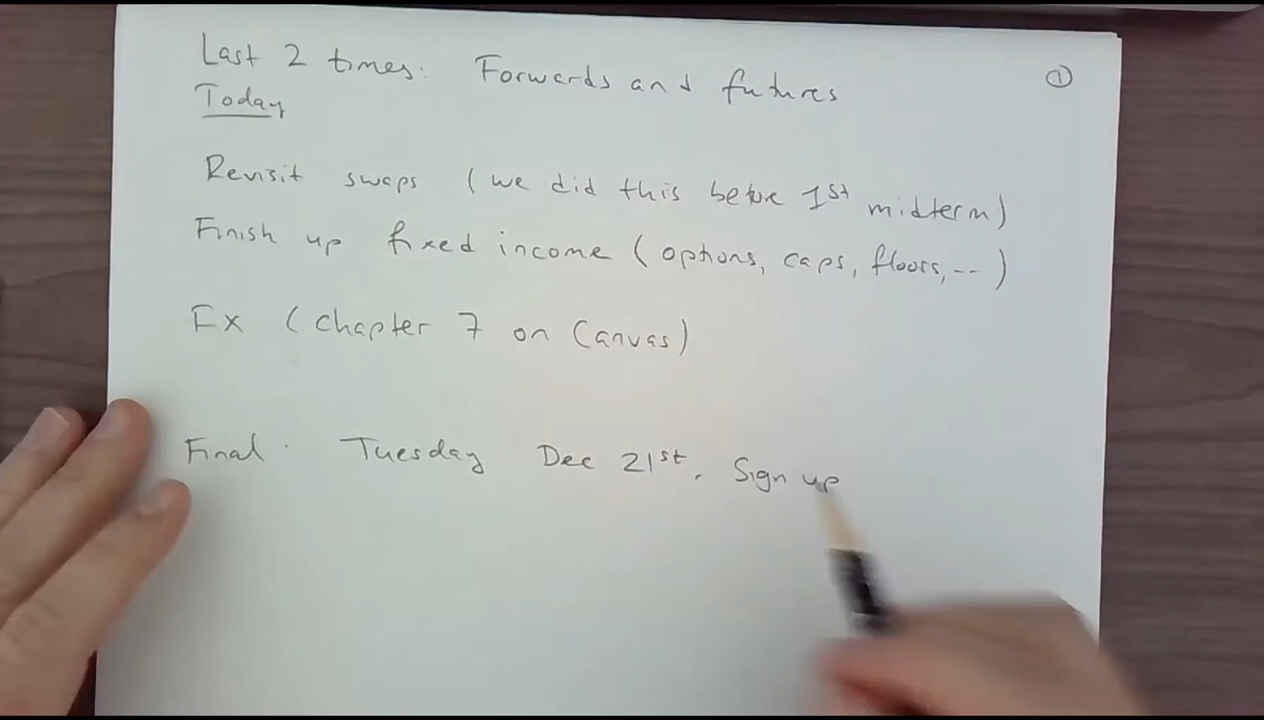 Last 2 times: Forwards and futures
①
Today
Revisit swaps (we did this before 1st midterm)
Finish up fixed income (options, caps, floors, -- )
FX (chapter 7 on Canvas)
Final. Tuesday Dec 21st. Sign up